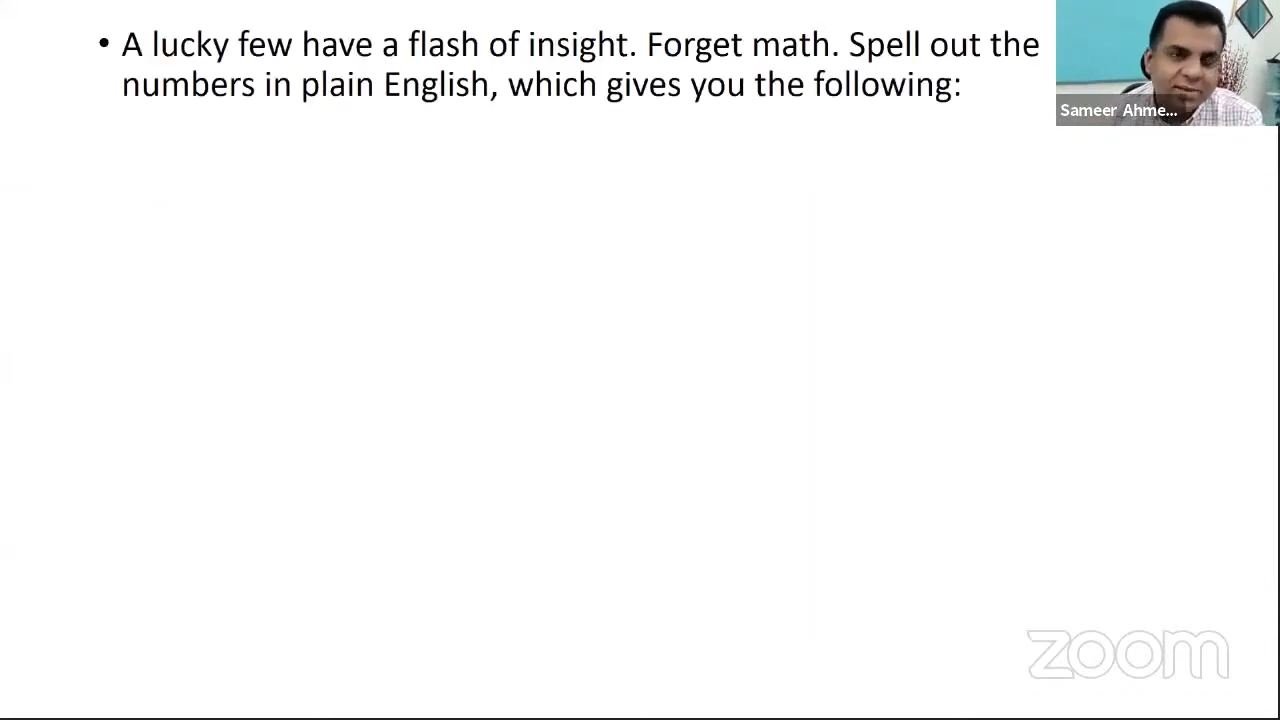 • A lucky few have a flash of insight. Forget math. Spell out the
numbers in plain English, which gives you the following:
Sameer Ahme...
zoom